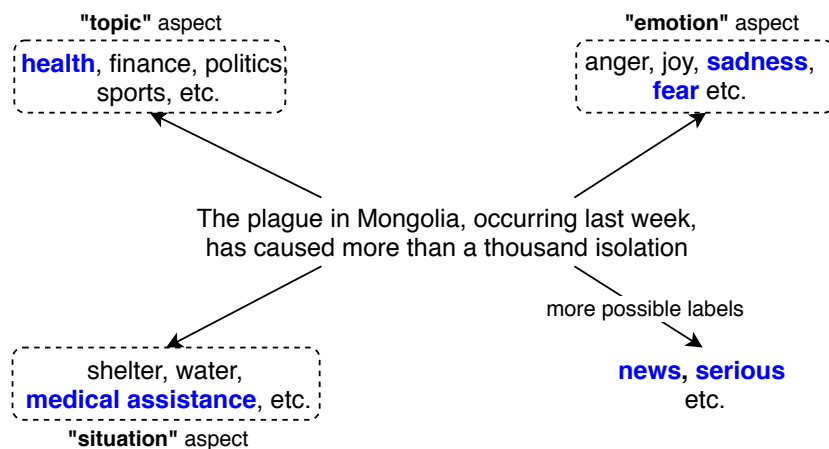 "topic" aspect
health, finance, politics,
sports, etc.
"emotion" aspect
anger, joy, sadness,
fear etc.
The plague in Mongolia, occurring last week,
has caused more than a thousand isolation
more possible labels
shelter, water,
medical assistance, etc.
"situation" aspect
news, serious
etc.